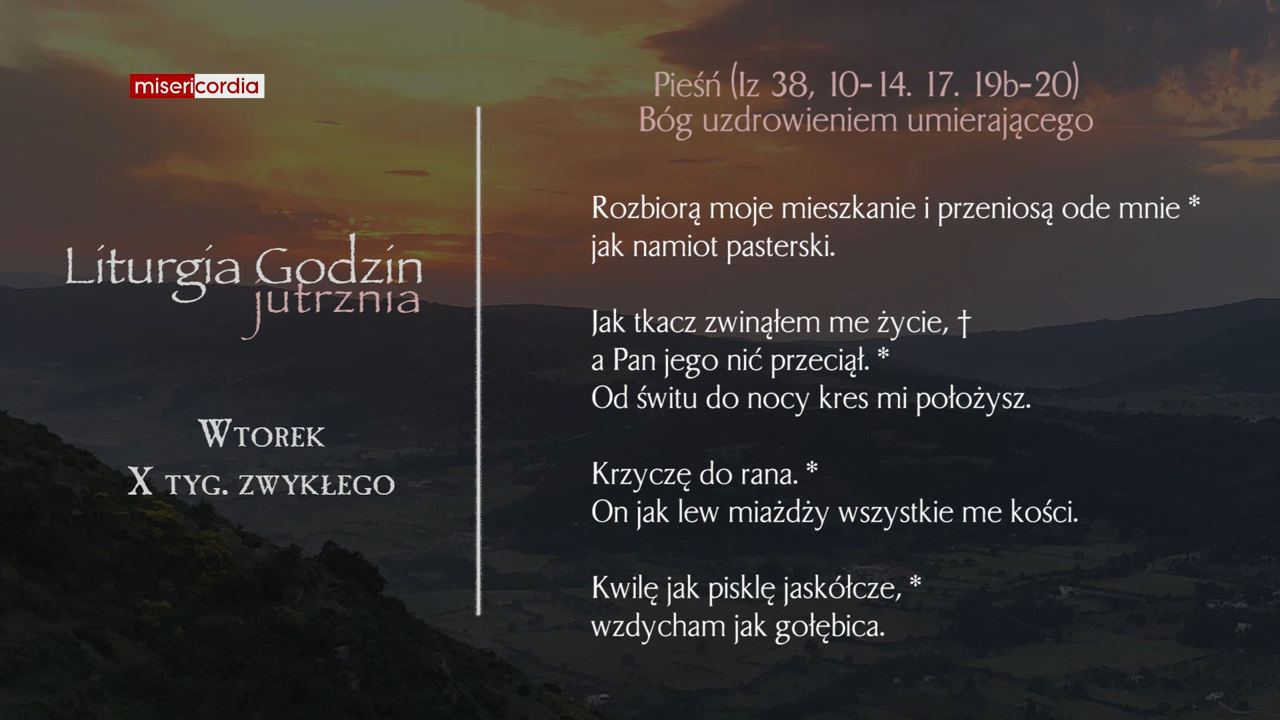 misericordia
Liturgia Godzin
jutrznia
Wtorek
X tyg. zwykłego
Pieśń (Iz 38, 10-14. 17. 19b-20)
Bóg uzdrowieniem umierającego
Rozbiorą moje mieszkanie i przeniosą ode mnie *
jak namiot pasterski.
Jak tkacz zwinąłem me życie, †
a Pan jego nić przeciął. *
Od świtu do nocy kres mi położysz.
Krzyczę do rana. *
On jak lew miażdży wszystkie me kości.
Kwilę jak pisklę jaskółcze, *
wzdycham jak gołębica.